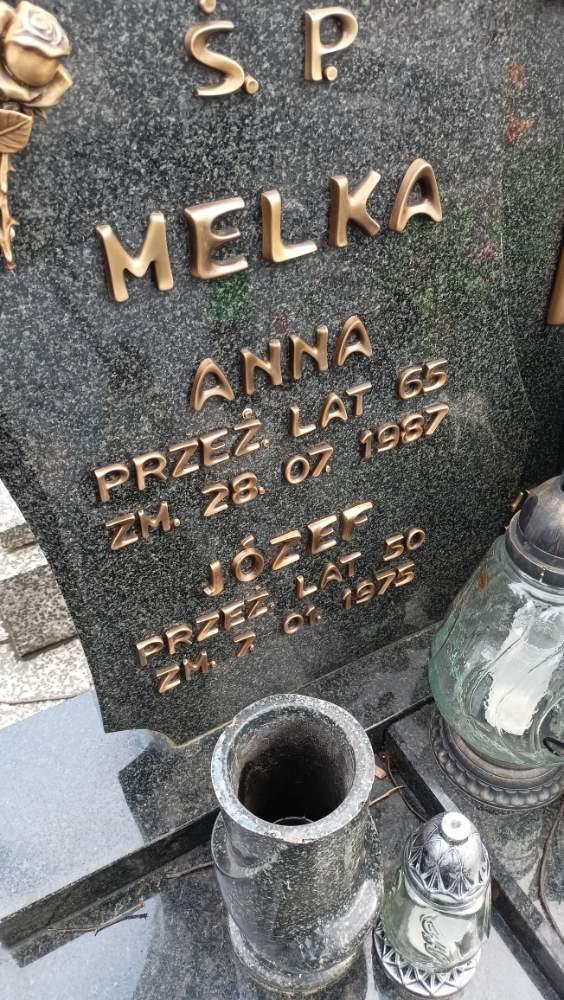 Ś. P.
MELKA
ANNA
PRZEŻ. LAT 65
ZM. 28. 07. 1987
JÓZEF
PRZEŻ. LAT 50
ZM. 7. 01. 1975